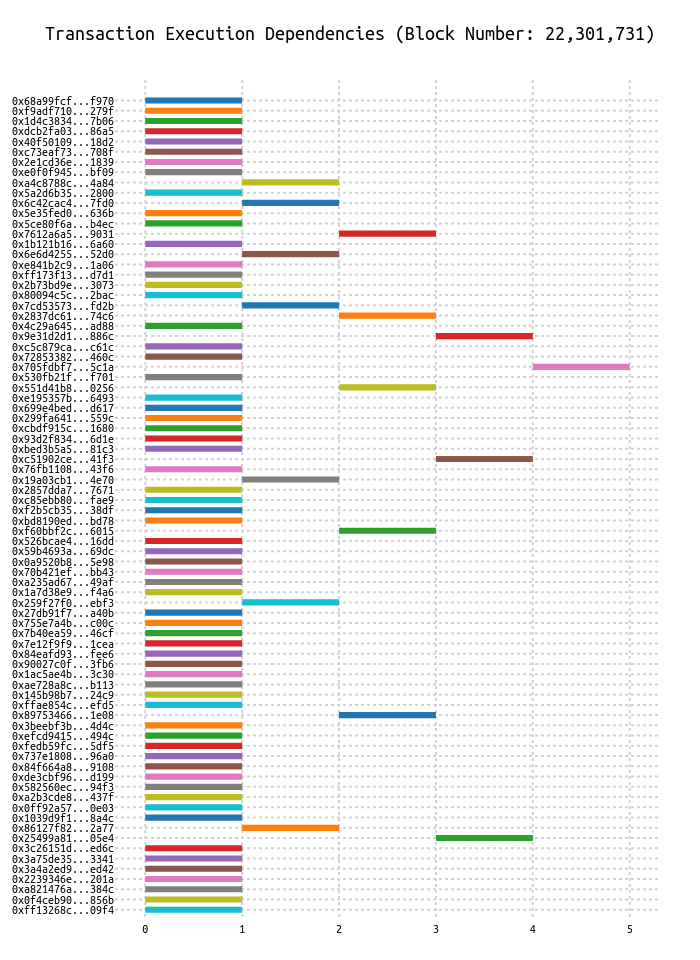 Transaction Execution Dependencies (Block Number: 22,301,731)
0x68a99fcf...f970
0xf9adf710...279f
0x1d4c3834...7b06
0xdcb2fa03...86a5
0x40f50109...18d2
0xc73eaf73...708f
0x2e1cd36e...1839
0xe0f0f945...bf09
0xa4c8788c...4a84
0x5a2d6b35...2800
0x6c42cac4...7fd0
0x5e35fed0...636b
0x5ce80f6a...b4ec
0x7612a6a5...9031
0x1b121b16...6a60
0x6e6d4255...52d0
0xe841b2c9...1a06
0xff173f13...d7d1
0x2b73bd9e...3073
0x80094c5c...2bac
0x7cd53573...fd2b
0x2837dc61...74c6
0x4c29a645...ad88
0x9e31d2d1...886c
0xc5c879ca...c61c
0x72853382...460c
0x705fdbf7...5c1a
0x530fb21f...f701
0x551d41b8...0256
0xe195357b...6493
0x699e4bed...d617
0x299fa641...559c
0xcbdf915c...1680
0x93d2f834...6d1e
0xbed3b5a5...81c3
0xc51902ce...41f3
0x76fb1108...43f6
0x19a03cb1...4e70
0x2857dda7...7671
0xc85ebb80...fae9
0xf2b5cb35...38df
0xbd8190ed...bd78
0xf60bbf2c...6015
0x526bcae4...16dd
0x59b4693a...69dc
0x0a9520b8...5e98
0x70b421ef...bb43
0xa235ad67...49af
0x1a7d38e9...f4a6
0x259f27f0...ebf3
0x27db91f7...a40b
0x755e7a4b...c00c
0x7b40ea59...46cf
0x7e12f9f9...1cea
0x84eafd93...fee6
0x90027c0f...3fb6
0x1ac5ae4b...3c30
0xae728a8c...b113
0x145b98b7...24c9
0xffae854c...efd5
0x89753466...1e08
0x3beebf3b...4d4c
0xefcd9415...494c
0xfedb59fc...5df5
0x737e1808...96a0
0x84f664a8...9108
0xde3cbf96...d199
0x582560ec...94f3
0xa2b3cde8...437f
0x0ff92a57...0e03
0x1039d9f1...8a4c
0x86127f82...2a77
0x25499a81...05e4
0x3c26151d...ed6c
0x3a75de35...3341
0x3a4a2ed9...ed42
0x2239346e...201a
0xa821476a...384c
0x0f4ceb90...856b
0xff13268c...09f4
0 1 2 3 4 5